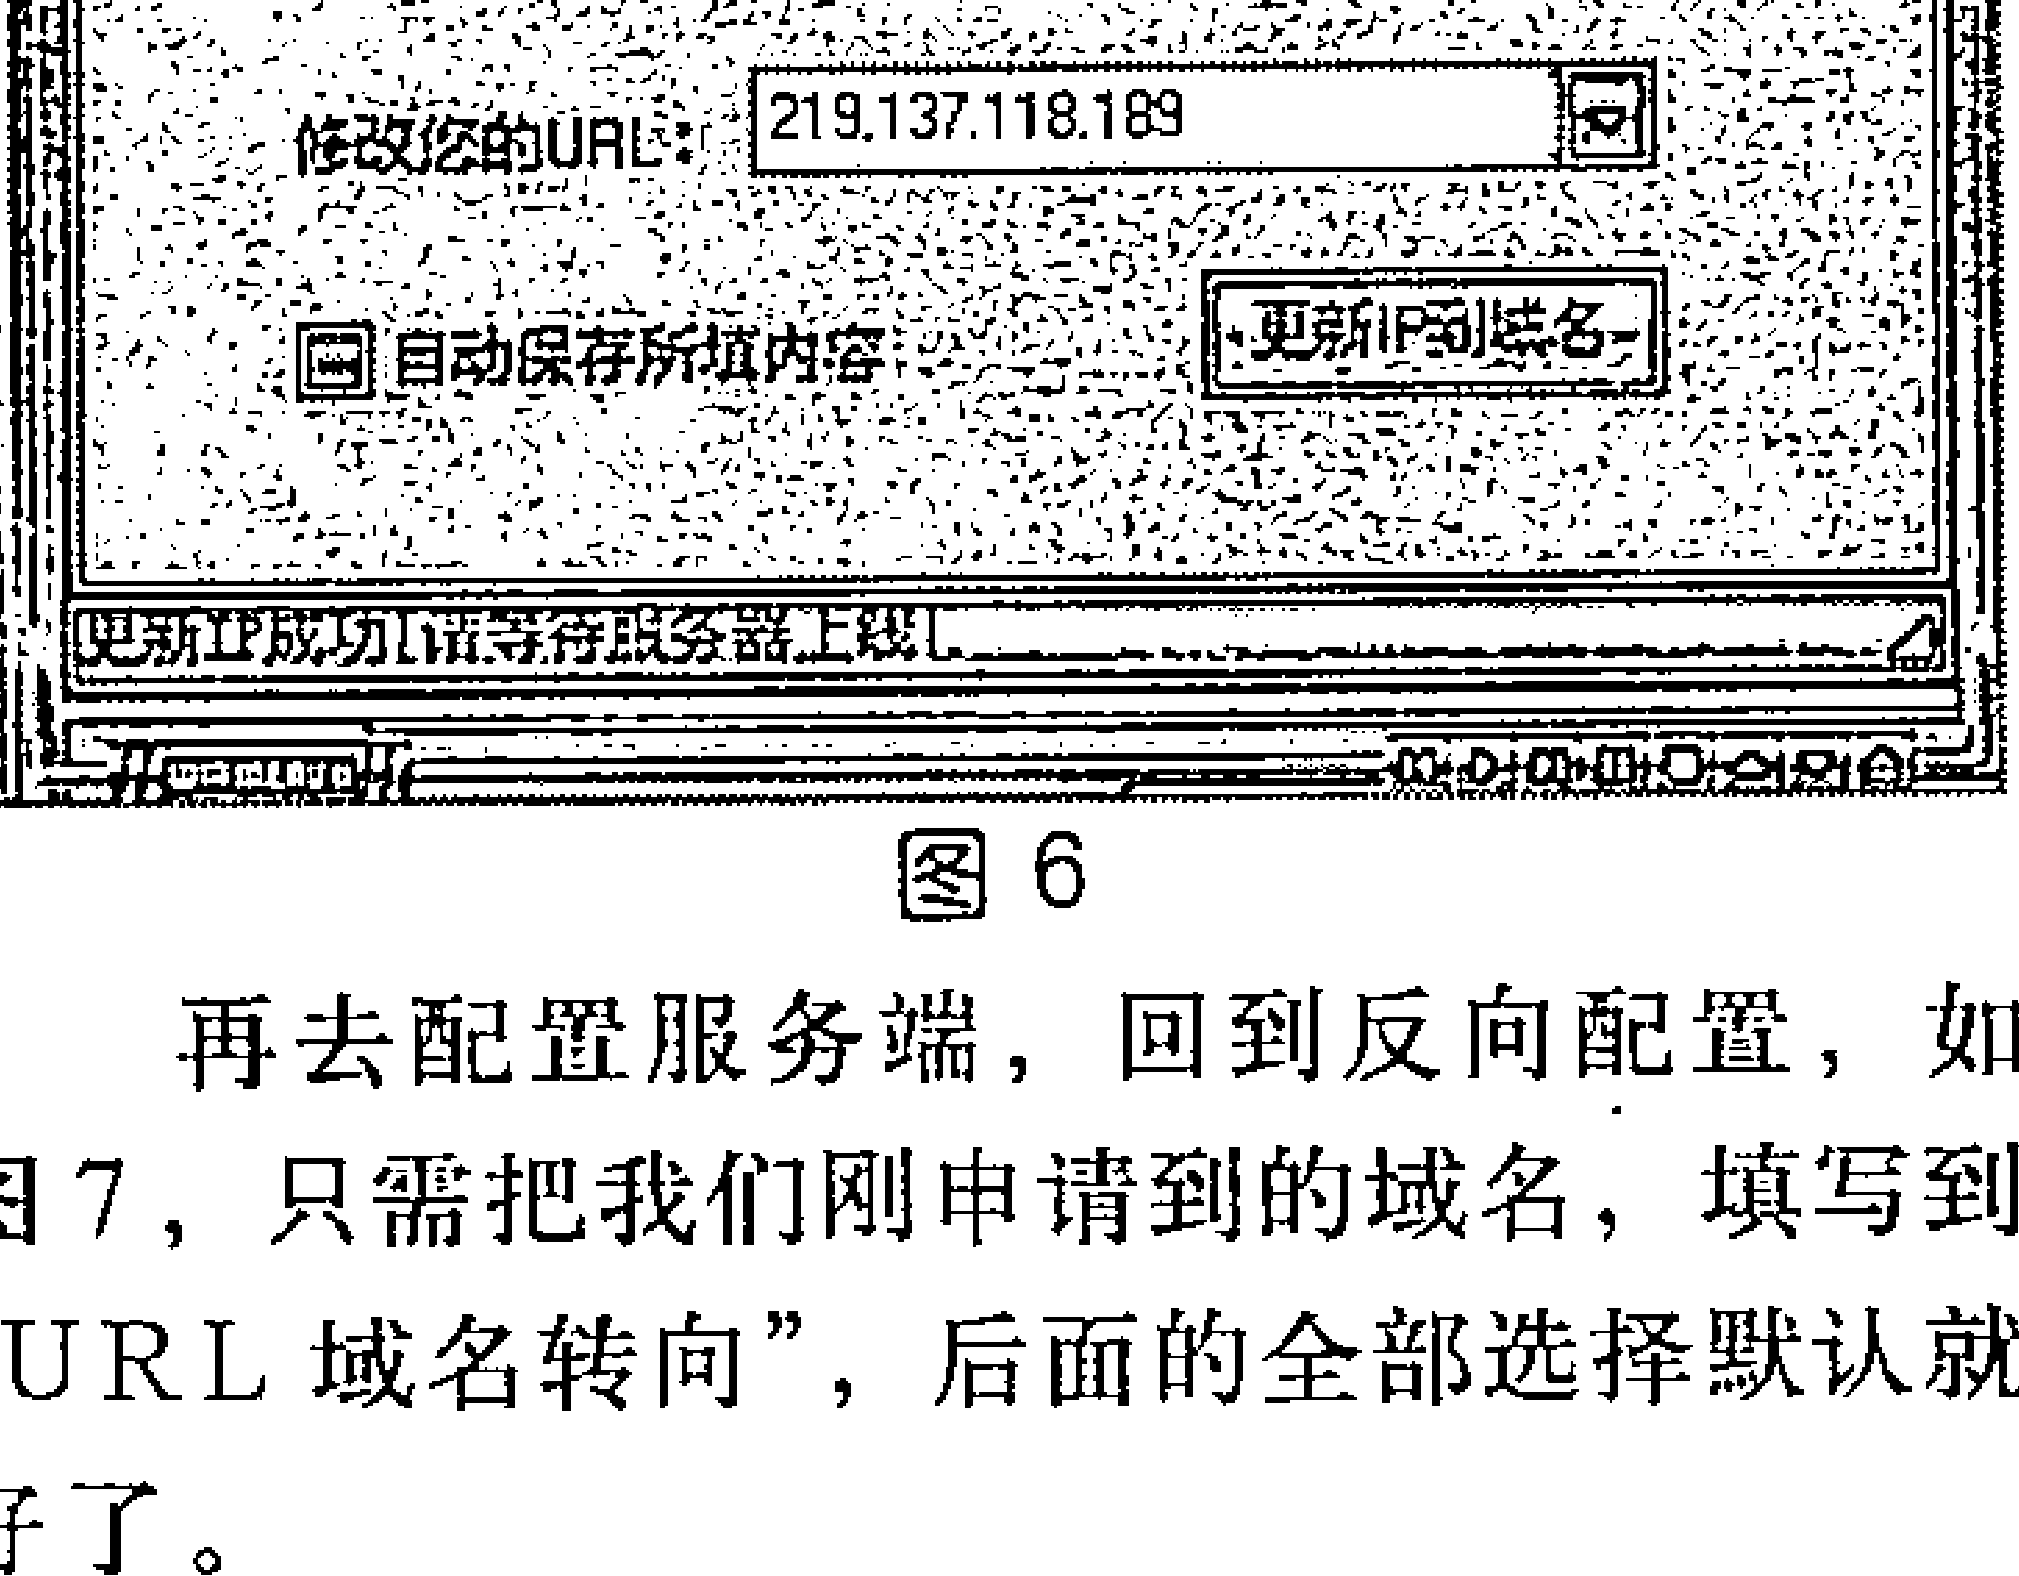 修改您的URL： 219.137.118.189
自动保存所填内容 更新IP到域名
更新IP成功!请等待服务器上线!
图 6
再去配置服务端，回到反向配置，如
图7，只需把我们刚申请到的域名，填写到
URL 域名转向”，后面的全部选择默认就
好了。